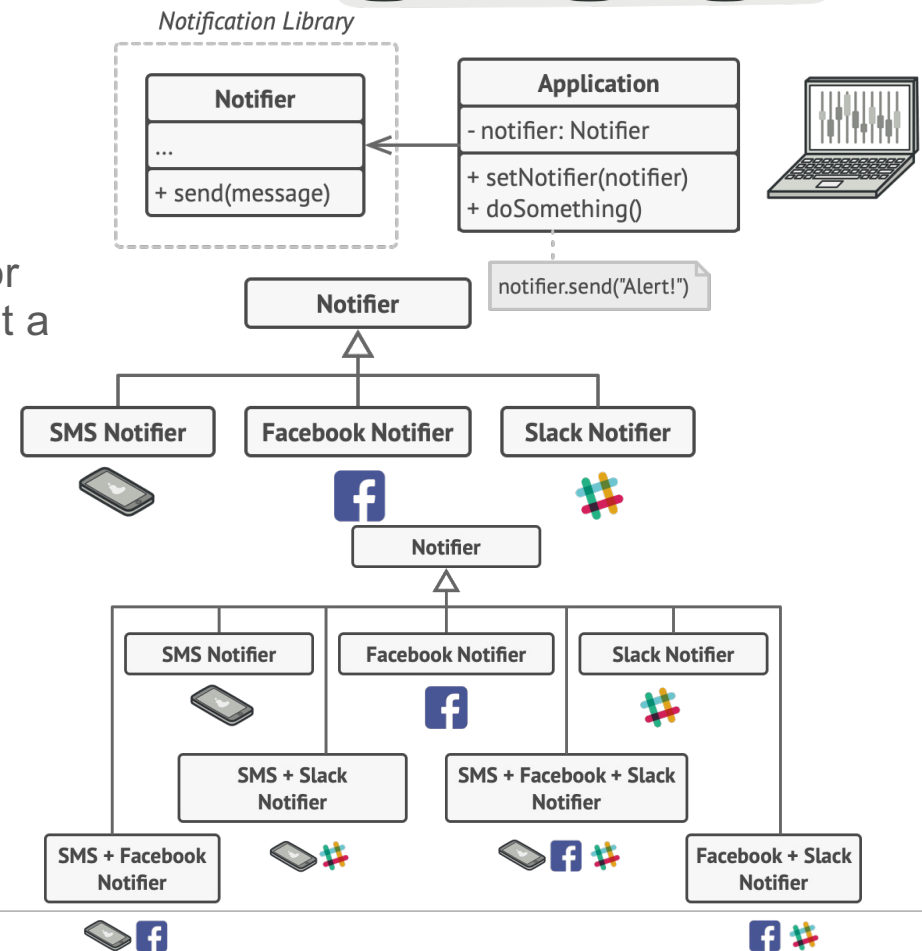 Notification Library
Notifier
...
+ send(message)
Application
- notifier: Notifier
+ setNotifier(notifier)
+ doSomething()
notifier.send("Alert!")
or
t a
Notifier
SMS Notifier
Facebook Notifier
Slack Notifier
Notifier
SMS Notifier
Facebook Notifier
Slack Notifier
SMS + Slack
Notifier
SMS + Facebook + Slack
Notifier
SMS + Facebook
Notifier
Facebook + Slack
Notifier